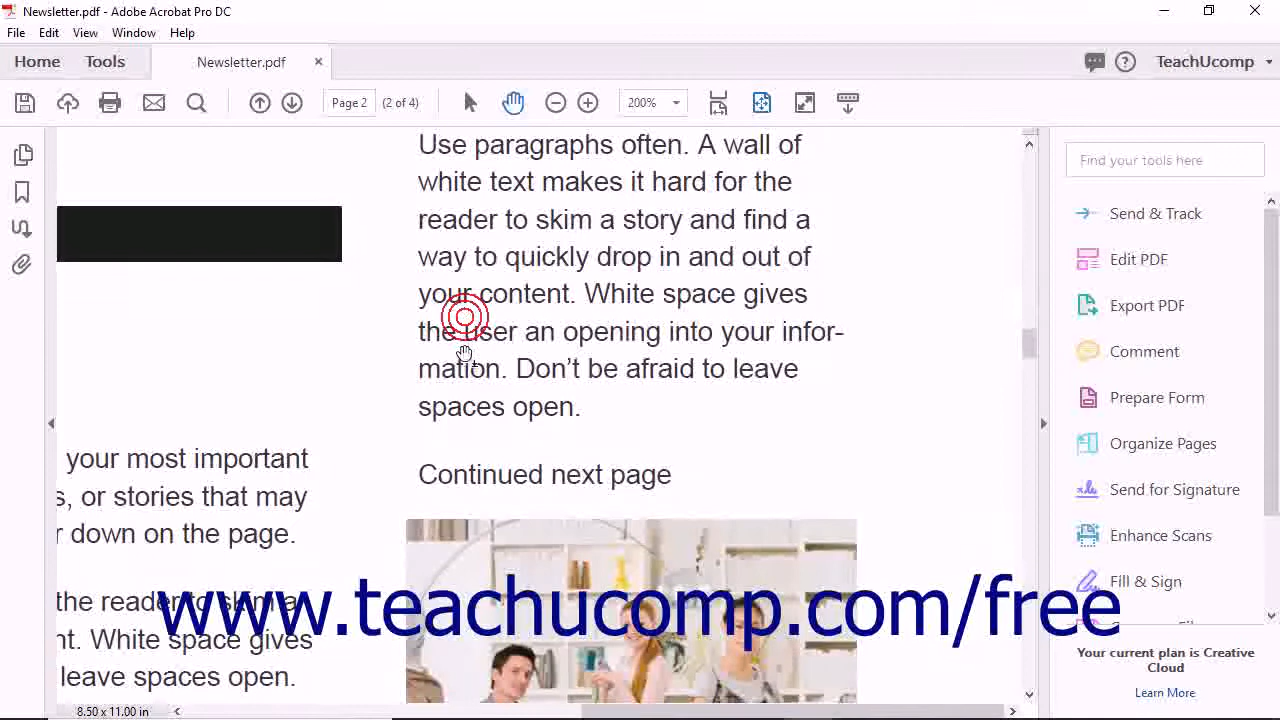 Newsletter.pdf - Adobe Acrobat Pro DC
File Edit View Window Help
Home Tools Newsletter.pdf × TeachUcomp
Page 2 (2 of 4) 200%
Use paragraphs often. A wall of
white text makes it hard for the
reader to skim a story and find a
way to quickly drop in and out of
your content. White space gives
the user an opening into your infor-
mation. Don't be afraid to leave
spaces open.
Continued next page
your most important
s, or stories that may
r down on the page.
the reader to skim a
nt. White space gives
leave spaces open.
www.teachucomp.com/free
8.50 x 11.00 in
Find your tools here
Send & Track
Edit PDF
Export PDF
Comment
Prepare Form
Organize Pages
Send for Signature
Enhance Scans
Fill & Sign
Your current plan is Creative
Cloud
Learn More